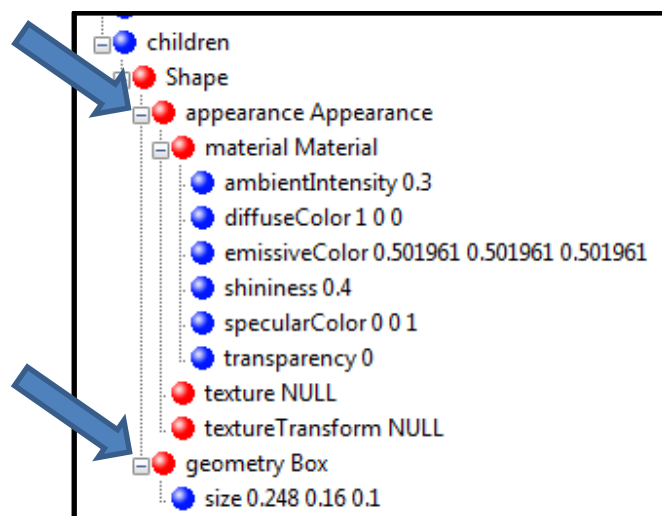 children
Shape
appearance Appearance
material Material
ambientIntensity 0.3
diffuseColor 1 0 0
emissiveColor 0.501961 0.501961 0.501961
shininess 0.4
specularColor 0 0 1
transparency 0
texture NULL
textureTransform NULL
geometry Box
size 0.248 0.16 0.1